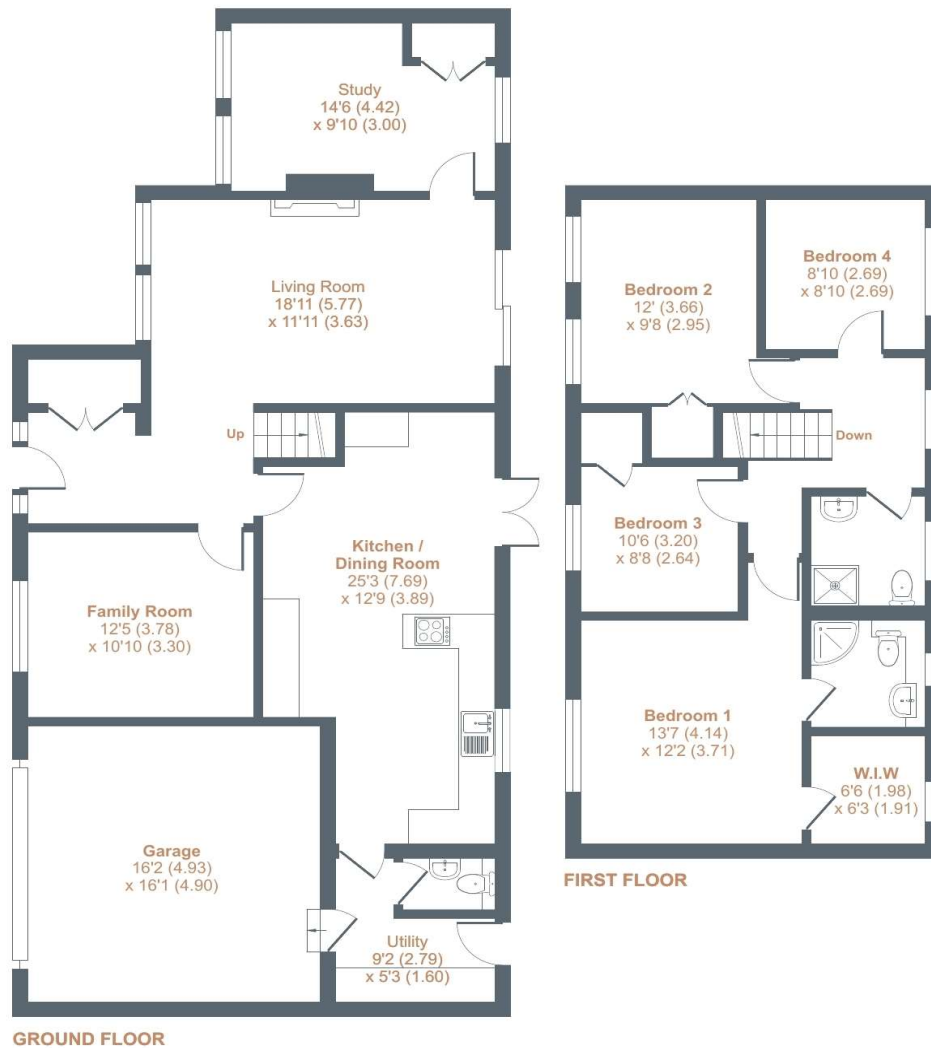 Study
14'6 (4.42)
x 9'10 (3.00)
Living Room
18'11 (5.77)
x 11'11 (3.63)
Up
Kitchen /
Dining Room
25'3 (7.69)
x 12'9 (3.89)
Family Room
12'5 (3.78)
x 10'10 (3.30)
Garage
16'2 (4.93)
x 16'1 (4.90)
Utility
9'2 (2.79)
x 5'3 (1.60)
GROUND FLOOR
Bedroom 2
12' (3.66)
x 9'8 (2.95)
Bedroom 4
8'10 (2.69)
x 8'10 (2.69)
Down
Bedroom 3
10'6 (3.20)
x 8'8 (2.64)
Bedroom 1
13'7 (4.14)
x 12'2 (3.71)
W.I.W
6'6 (1.98)
x 6'3 (1.91)
FIRST FLOOR